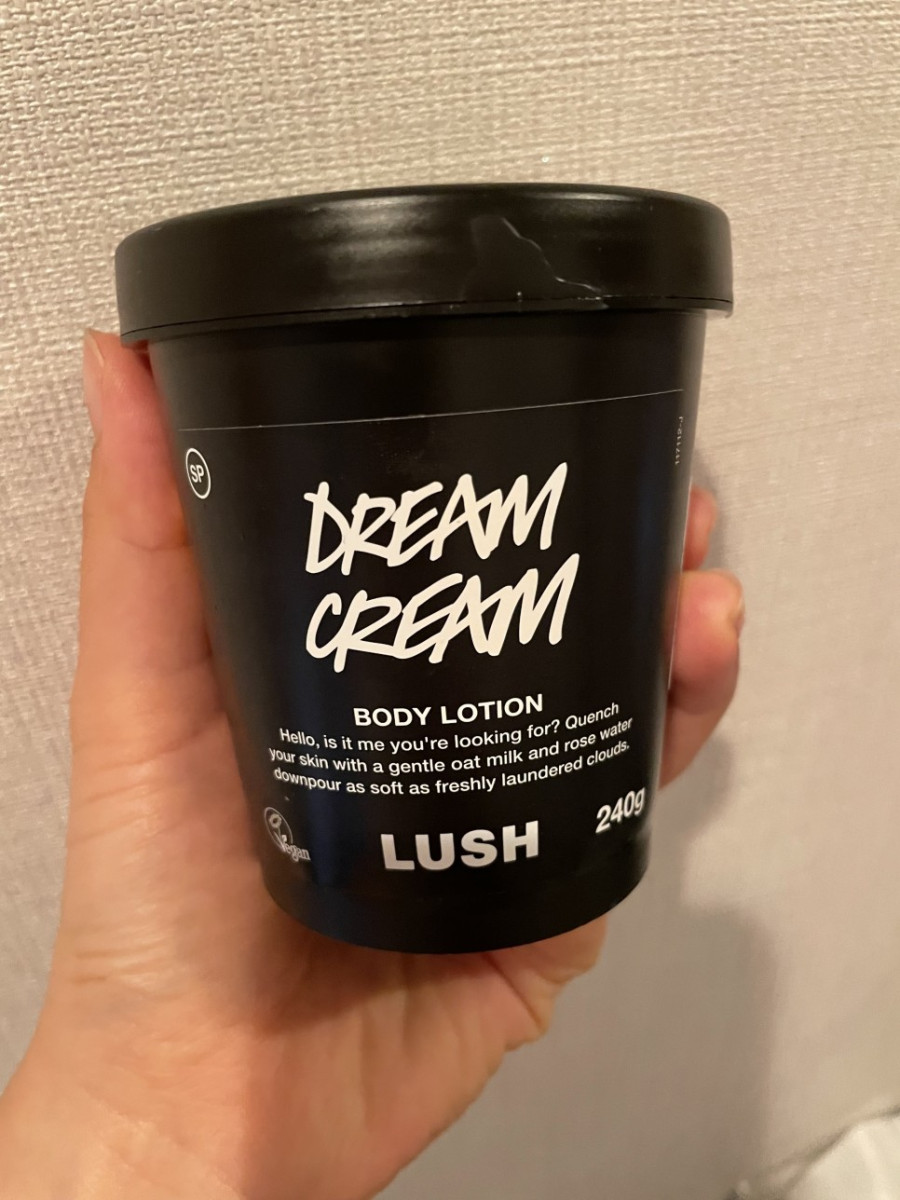 SP
DREAM
CREAM
BODY LOTION
Hello, is it me you're looking for? Quench
your skin with a gentle oat milk and rose water
downpour as soft as freshly laundered clouds.
Vegan
LUSH
240g